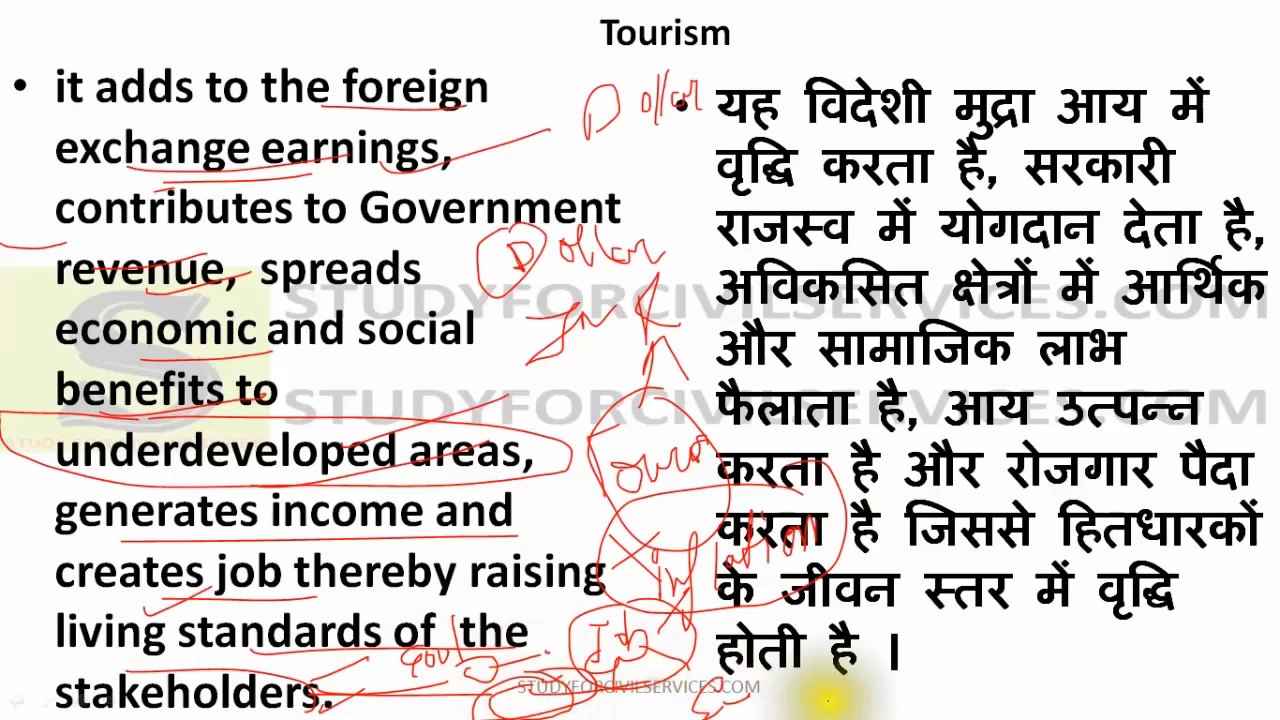 Tourism
• it adds to the foreign
exchange earnings,
contributes to Government
revenue, spreads
economic and social
benefits to
underdeveloped areas,
generates income and
creates job thereby raising
living standards of the
stakeholders.
• यह विदेशी मुद्रा आय में
वृद्धि करता है, सरकारी
राजस्व में योगदान देता है,
अविकसित क्षेत्रों में आर्थिक
और सामाजिक लाभ
फैलाता है, आय उत्पन्न
करता है और रोजगार पैदा
करता है जिससे हितधारकों
के जीवन स्तर में वृद्धि
होती है ।
Dollar
Dollar
Inflation
Job
STUDYFORCIVILSERVICES.COM
STUDYFORCIVILSERVICES.COM
STUDYFORCIVILSERVICES.COM